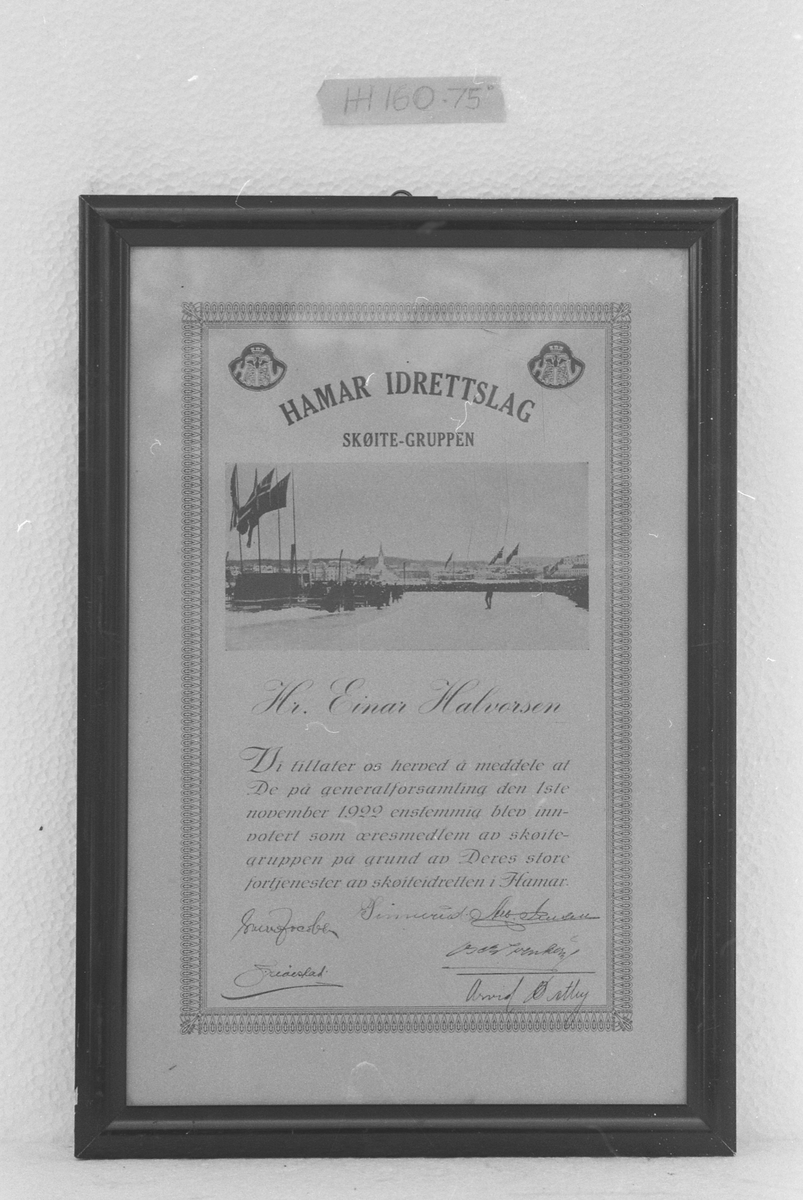 HH 160-75
HAMAR IDRETTSLAG
SKØITE-GRUPPEN
Hr. Einar Halvorsen
Vi tillater os herved å meddele at
De på generalforsamling den 1ste
november 1922 enstemmig blev inn-
votert som æresmedlem av skøite-
gruppen på grund av Deres store
fortjenester av skøiteidretten i Hamar.
Arvid Østby